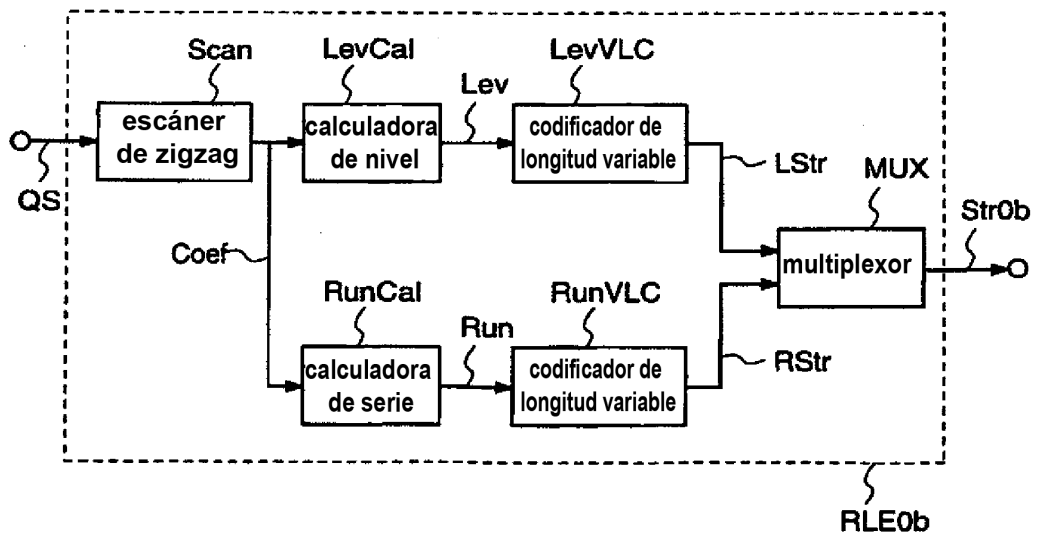 Scan
LevCal
LevVLC
Lev
escáner
de zigzag
calculadora
de nivel
codificador de
longitud variable
QS
LStr
MUX
Str0b
Coef
multiplexor
RunCal
Run
RunVLC
RStr
calculadora
de serie
codificador de
longitud variable
RLE0b